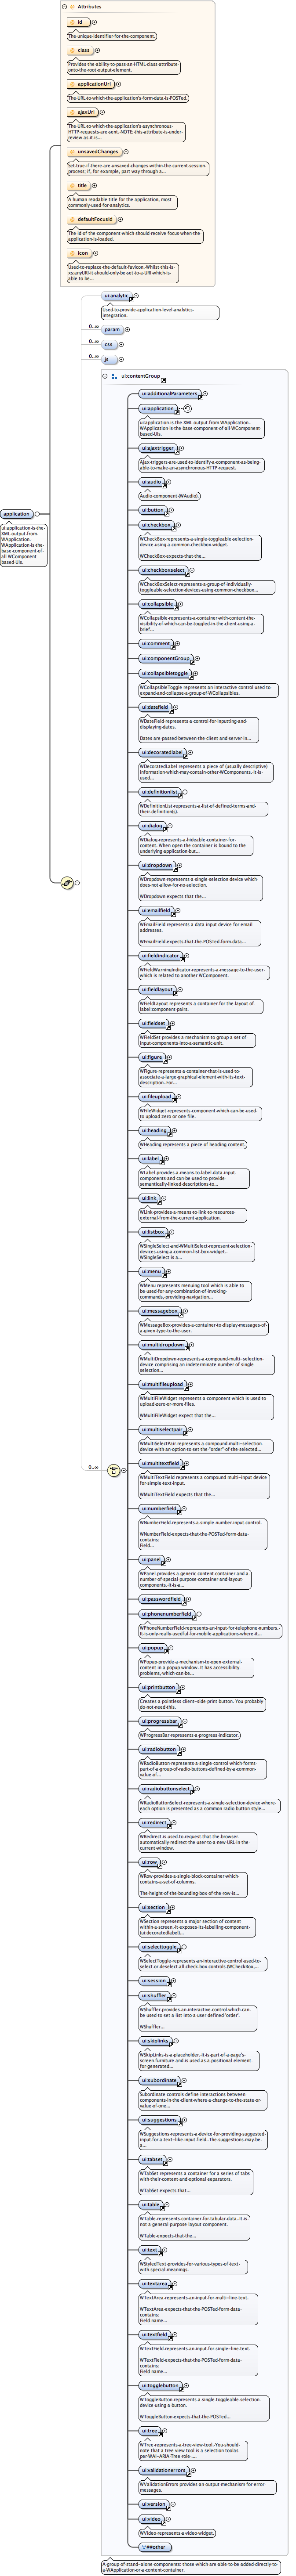 Attributes
id
The unique identifier for the component.
class
Provides the ability to pass an HTML class attribute
onto the root output element.
applicationUrl
The URL to which the application's form data is POSTed.
ajaxUrl
The URL to which the application's asynchronous
HTTP requests are sent. NOTE: this attribute is under
review as it is...
unsavedChanges
Set true if there are unsaved changes within the current session
process; if, for example, part way through a...
title
A human readable title for the application, most
commonly used for analytics.
defaultFocusId
The id of the component which should receive focus when the
application is loaded.
icon
Used to replace the default favicon. Whilst this is
xs:anyURI it should only be set to a URI which is
able to be...
ui:analytic
Used to provide application level analytics
integration.
0..∞
param
0..∞
css
0..∞
js
ui:contentGroup
ui:additionalParameters
ui:application
ui:application is the XML output from WApplication.
WApplication is the base component of all WComponent
based UIs.
ui:ajaxtrigger
Ajax triggers are used to identify a component as being
able to make an asynchronous HTTP request.
ui:audio
Audio component (WAudio).
ui:button
ui:checkbox
WCheckBox represents a single toggleable selection
device using a common checkbox widget.
WCheckBox expects that the...
ui:checkboxselect
WCheckBoxSelect represents a group of individually
toggleable selection devices using common checkbox...
ui:collapsible
WCollapsible represents a container with content the
visibility of which can be toggled in the client using a
brief...
ui:comment
ui:componentGroup
ui:collapsibletoggle
WCollapsibleToggle represents an interactive control used to
expand and collapse a group of WCollapsibles.
ui:datefield
WDateField represents a control for inputting and
displaying dates.
Dates are passed between the client and server in...
ui:decoratedlabel
WDecoratedLabel represents a piece of (usually descriptive)
information which may contain other WComponents. It is
used...
ui:definitionlist
WDefinitionList represents a list of defined terms and
their definition(s).
ui:dialog
WDialog represents a hideable container for
content. When open the container is bound to the
underlying application but...
ui:dropdown
WDropdown represents a single selection device which
does not allow for no selection.
WDropdown expects the...
ui:emailfield
WEmailField represents a data input device for email
addresses.
WEmailField expects that the POSTed form data...
ui:fieldindicator
WFieldWarningIndicator represents a message to the user
which is related to another WComponent.
ui:fieldlayout
WFieldLayout represents a container for the layout of
label:component pairs.
ui:fieldset
WFieldSet provides a mechanism to group a set of
input components into a semantic unit.
ui:figure
WFigure represents a container that is used to
associate a large graphical element with its text
description. For...
ui:fileupload
WFileWidget represents component which can be used
to upload zero or one file.
ui:heading
WHeading represents a piece of heading content.
ui:label
WLabel provides a means to label data input
components and can be used to provide
semantically linked descriptions to...
ui:link
WLink provides a means to link to resources
external from the current application.
ui:listbox
WSingleSelect and WMultiSelect represent selection
devices using a common list box widget.
WSingleSelect is a...
ui:menu
WMenu represents menuing tool which is able to
be used for any combination of invoking
commands, providing navigation...
ui:messagebox
WMessageBox provides a container to display messages of
a given type to the user.
ui:multidropdown
WMultiDropdown represents a compound multi-selection
device comprising an indeterminate number of single
selection...
ui:multifileupload
WMultiFileWidget represents a component which is used to
upload zero or more files.
WMultiFileWidget expect that the...
ui:multiselectpair
WMultiSelectPair represents a compound multi-selection
device with an option to set the "order" of the selected...
0..∞
ui:multitextfield
WMultiTextField represents a compound multi-input device
for simple text input.
WMultiTextField expects that the...
ui:numberfield
WNumberField represents a simple number input control.
WNumberField expects that the POSTed form data
contains:
Field...
ui:panel
WPanel provides a generic content container and a
number of special purpose container and layout
components. It is a...
ui:passwordfield
ui:phonenumberfield
WPhoneNumberField represents an input for telephone numbers.
It is only really useful for mobile applications where it...
ui:popup
WPopup provide a mechanism to open external
content in a popup window. It has accessibility
problems, which can be...
ui:printbutton
Creates a pointless client-side print button. You probably
do not need this.
ui:progressbar
WProgressBar represents a progress indicator.
ui:radiobutton
WRadioButton represents a single control which forms
part of a group of radio buttons defined by a common
value of...
ui:radiobuttonselect
WRadioButtonSelect represents a single selection device where
each option is presented as a common radio button style...
ui:redirect
WRedirect is used to request that the browser
automatically redirect the user to a new URL in the
current window.
ui:row
WRow provides a single block container which
contains a set of columns.
The height of the bounding box of the row is...
ui:section
WSection represents a major section of content
within a screen. It exposes its labelling component
(ui:decoratedlabel)...
ui:selecttoggle
WSelectToggle represents an interactive control used to
select or deselect all check box controls (WCheckBox,...
ui:session
ui:shuffler
WShuffler provides an interactive control which can
be used to set a list into a user defined 'order'.
WShuffler...
ui:skiplinks
WSkipLinks is a placeholder. It is part of a page's
screen furniture and is used as a positional element
for generated...
ui:subordinate
Subordinate controls define interactions between
components in the client where a change to the state or
value of one...
ui:suggestions
WSuggestions represents a device for providing suggested
input for a text-like input field. The suggestions may be
a...
ui:tabset
WTabSet represents a container for a series of tabs
with their content and optional separators.
WTabSet expects that...
ui:table
WTable represents container for tabular data. It is
not a general purpose layout component.
WTable expects that the...
ui:text
WStyledText provides for various types of text
with special meanings.
ui:textarea
WTextArea represents an input for multi-line text.
WTextArea expects that the POSTed form data
contains:
Field name...
ui:textfield
WTextField represents an input for single-line text.
WTextField expects that the POSTed form data
contains:
Field name...
ui:togglebutton
WToggleButton represents a single toggleable selection
device using a button.
WToggleButton expects that the POSTed...
ui:tree
WTree represents a tree view tool. You should
note that a tree view tool is a selection tool as
per WAI-ARIA Tree role -....
ui:validationerrors
WValidationErrors provides an output mechanism for error
messages.
ui:version
ui:video
WVideo represents a video widget.
##other
A group of stand-alone components: those which are able to be added directly to
a WApplication or a content container.
application
ui:application is the
XML output from
WApplication.
WApplication is the
base component of
all WComponent
based UIs.